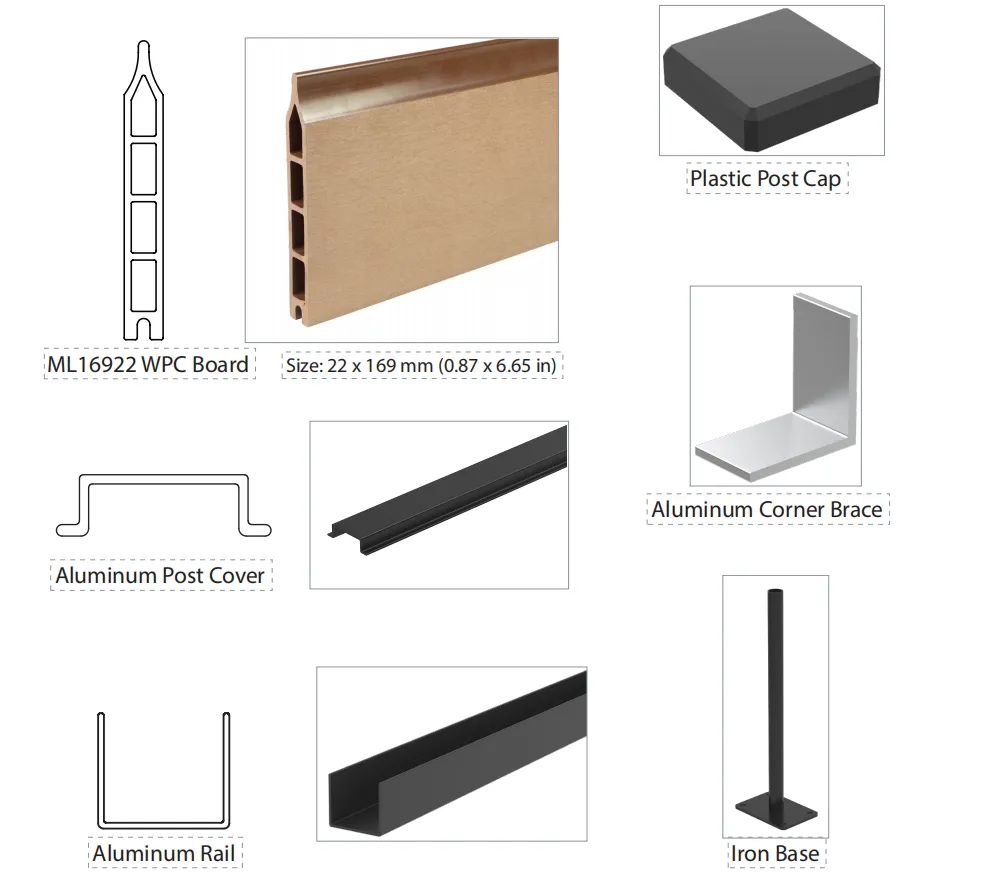 Plastic Post Cap
ML16922 WPC Board
Size: 22 x 169 mm (0.87 x 6.65 in)
Aluminum Corner Brace
Aluminum Post Cover
Aluminum Rail
Iron Base